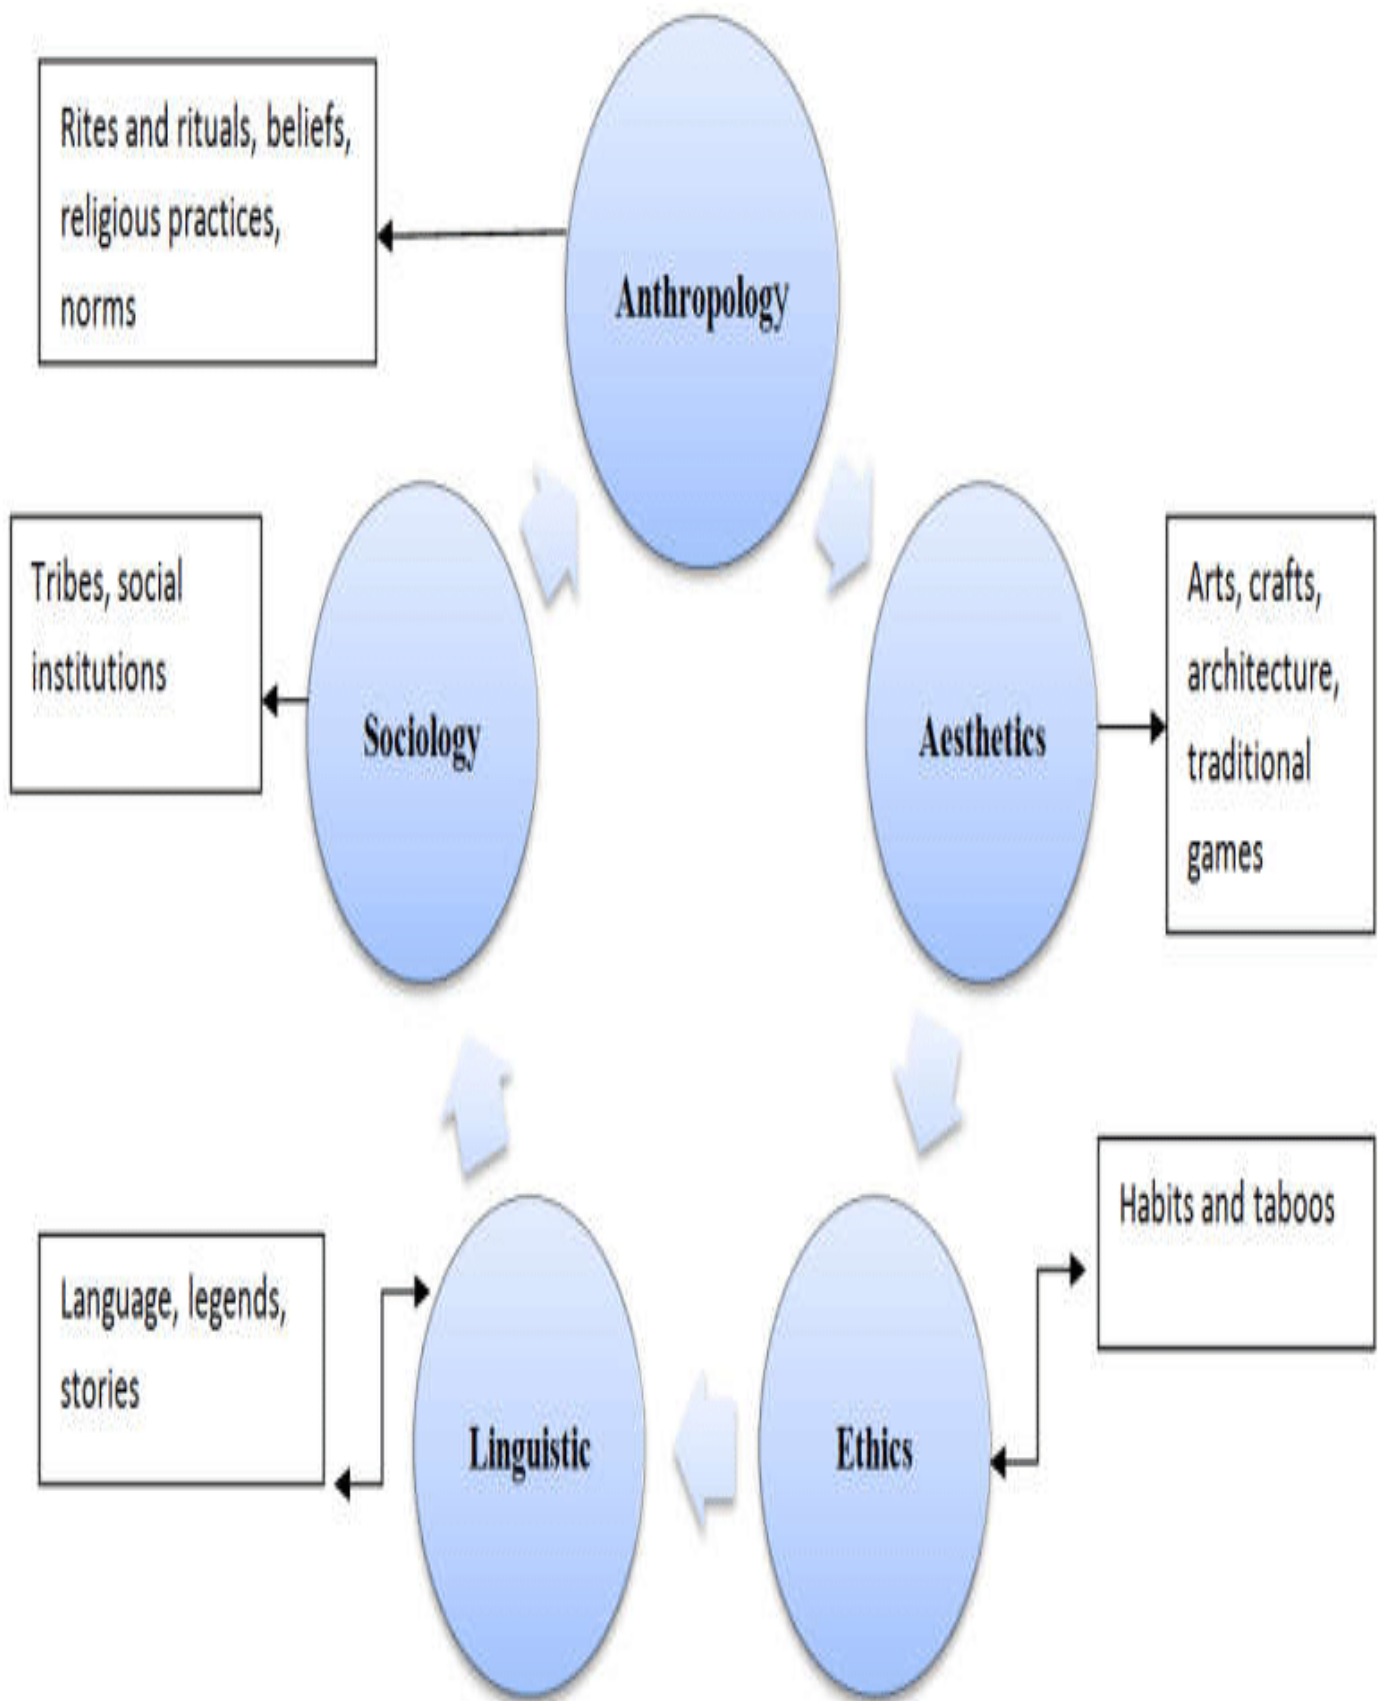 Rites and rituals, beliefs,
religious practices,
norms
Anthropology
Tribes, social
institutions
Sociology
Aesthetics
Arts, crafts,
architecture,
traditional
games
Habits and taboos
Language, legends,
stories
Linguistic
Ethics